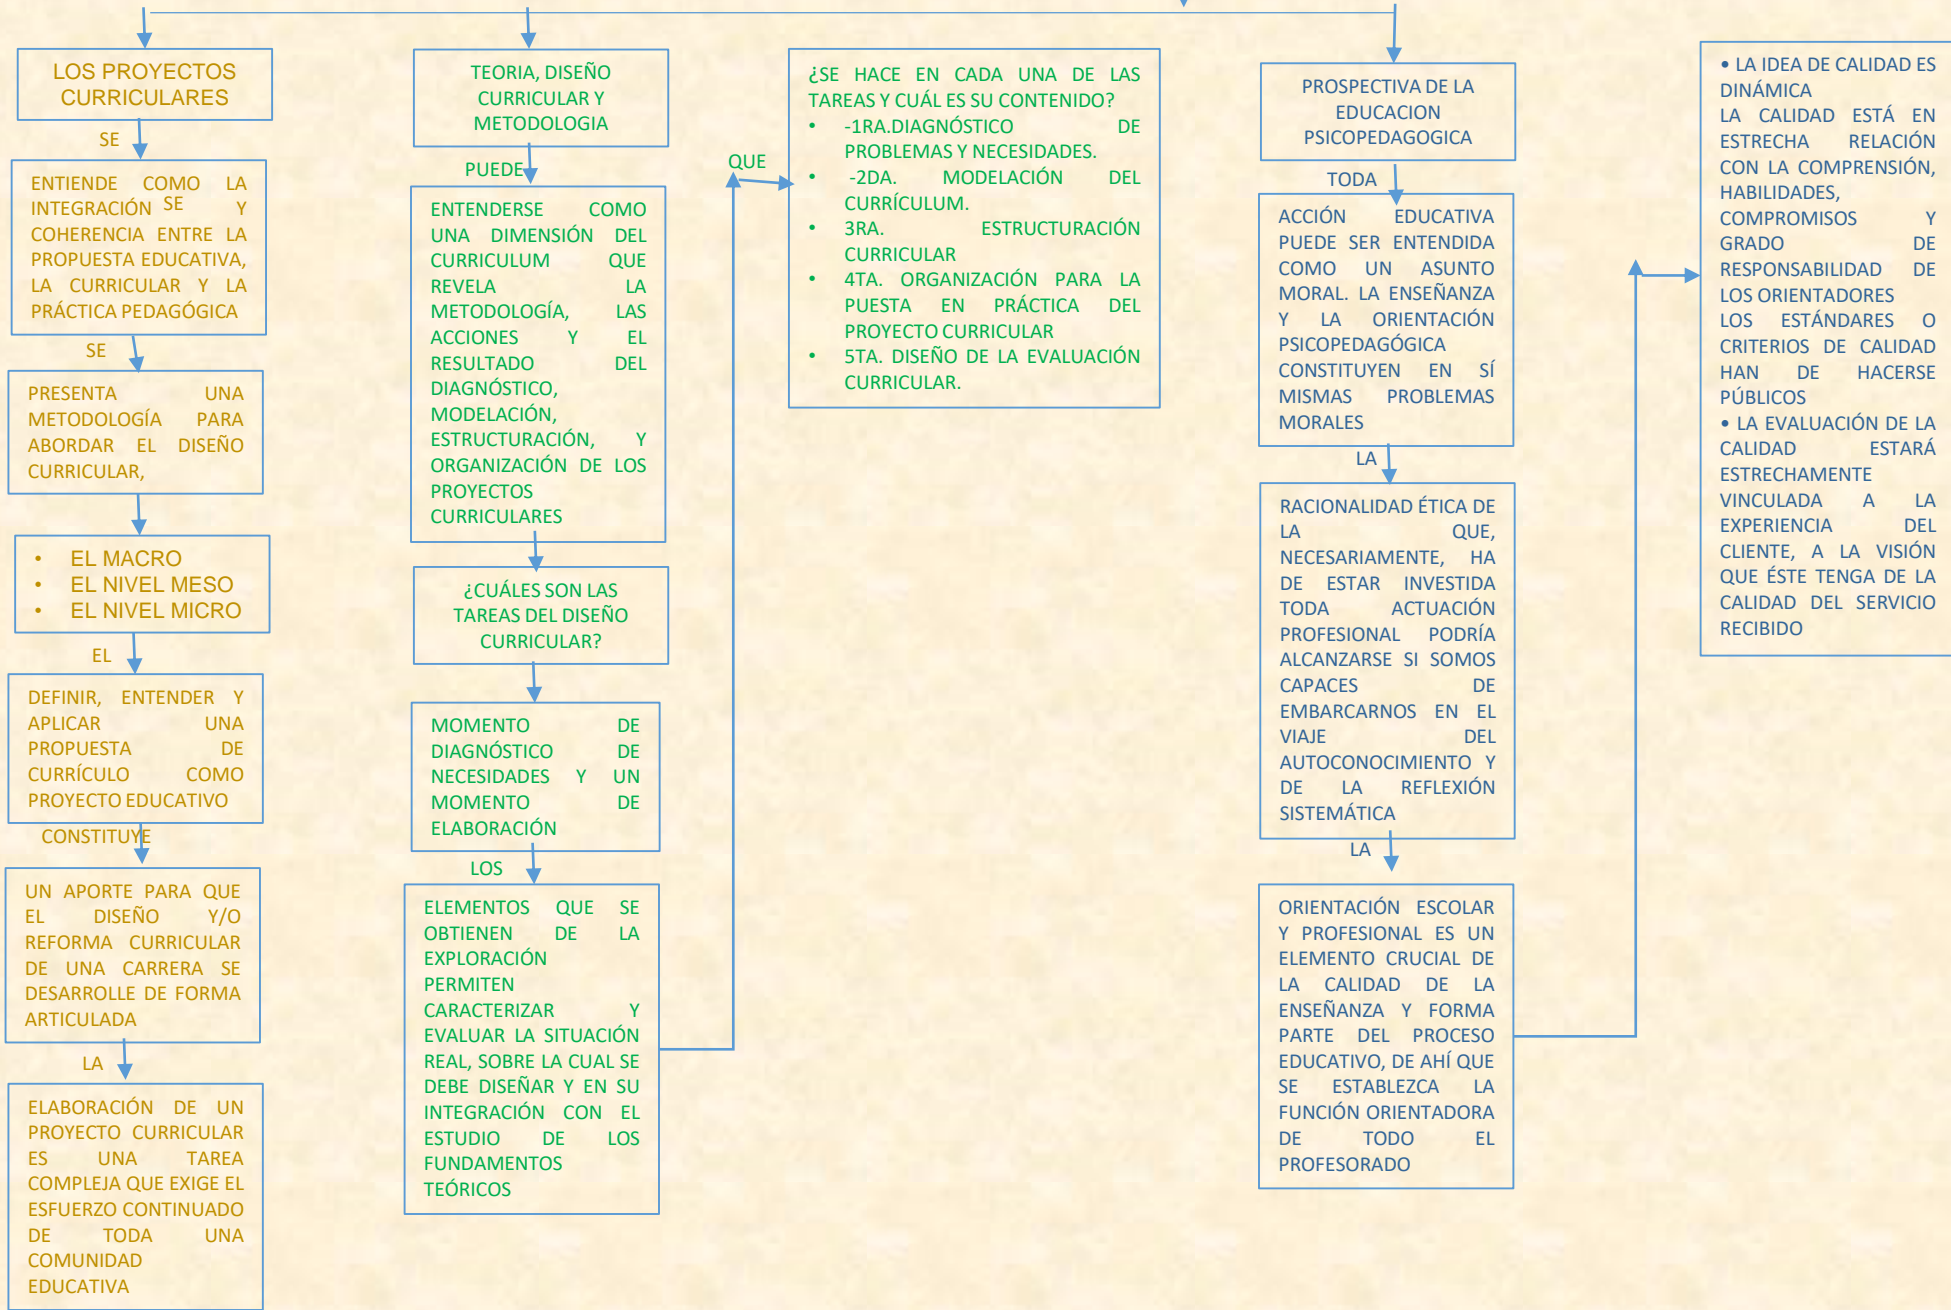 LOS PROYECTOS
CURRICULARES
SE
ENTIENDE COMO LA
INTEGRACIÓN SE Y
COHERENCIA ENTRE LA
PROPUESTA EDUCATIVA,
LA CURRICULAR Y LA
PRÁCTICA PEDAGÓGICA
SE
PRESENTA UNA
METODOLOGÍA PARA
ABORDAR EL DISEÑO
CURRICULAR,
• EL MACRO
• EL NIVEL MESO
• EL NIVEL MICRO
EL
DEFINIR, ENTENDER Y
APLICAR UNA
PROPUESTA DE
CURRÍCULO COMO
PROYECTO EDUCATIVO
CONSTITUYE
UN APORTE PARA QUE
EL DISEÑO Y/O
REFORMA CURRICULAR
DE UNA CARRERA SE
DESARROLLE DE FORMA
ARTICULADA
LA
ELABORACIÓN DE UN
PROYECTO CURRICULAR
ES UNA TAREA
COMPLEJA QUE EXIGE EL
ESFUERZO CONTINUADO
DE TODA UNA
COMUNIDAD
EDUCATIVA
TEORIA, DISEÑO
CURRICULAR Y
METODOLOGIA
PUEDE
ENTENDERSE COMO
UNA DIMENSIÓN DEL
CURRICULUM QUE
REVELA LA
METODOLOGÍA, LAS
ACCIONES Y EL
RESULTADO DEL
DIAGNÓSTICO,
MODELACIÓN,
ESTRUCTURACIÓN, Y
ORGANIZACIÓN DE LOS
PROYECTOS
CURRICULARES
¿CUÁLES SON LAS
TAREAS DEL DISEÑO
CURRICULAR?
MOMENTO DE
DIAGNÓSTICO DE
NECESIDADES Y UN
MOMENTO DE
ELABORACIÓN
LOS
ELEMENTOS QUE SE
OBTIENEN DE LA
EXPLORACIÓN
PERMITEN
CARACTERIZAR Y
EVALUAR LA SITUACIÓN
REAL, SOBRE LA CUAL SE
DEBE DISEÑAR Y EN SU
INTEGRACIÓN CON EL
ESTUDIO DE LOS
FUNDAMENTOS
TEÓRICOS
QUE
¿SE HACE EN CADA UNA DE LAS
TAREAS Y CUÁL ES SU CONTENIDO?
• -1RA.DIAGNÓSTICO DE
PROBLEMAS Y NECESIDADES.
• -2DA. MODELACIÓN DEL
CURRÍCULUM.
• 3RA. ESTRUCTURACIÓN
CURRICULAR
• 4TA. ORGANIZACIÓN PARA LA
PUESTA EN PRÁCTICA DEL
PROYECTO CURRICULAR
• 5TA. DISEÑO DE LA EVALUACIÓN
CURRICULAR.
PROSPECTIVA DE LA
EDUCACION
PSICOPEDAGOGICA
TODA
ACCIÓN EDUCATIVA
PUEDE SER ENTENDIDA
COMO UN ASUNTO
MORAL. LA ENSEÑANZA
Y LA ORIENTACIÓN
PSICOPEDAGÓGICA
CONSTITUYEN EN SÍ
MISMAS PROBLEMAS
MORALES
LA
RACIONALIDAD ÉTICA DE
LA QUE,
NECESARIAMENTE, HA
DE ESTAR INVESTIDA
TODA ACTUACIÓN
PROFESIONAL PODRÍA
ALCANZARSE SI SOMOS
CAPACES DE
EMBARCARNOS EN EL
VIAJE DEL
AUTOCONOCIMIENTO Y
DE LA REFLEXIÓN
SISTEMÁTICA
LA
ORIENTACIÓN ESCOLAR
Y PROFESIONAL ES UN
ELEMENTO CRUCIAL DE
LA CALIDAD DE LA
ENSEÑANZA Y FORMA
PARTE DEL PROCESO
EDUCATIVO, DE AHÍ QUE
SE ESTABLEZCA LA
FUNCIÓN ORIENTADORA
DE TODO EL
PROFESORADO
• LA IDEA DE CALIDAD ES
DINÁMICA
LA CALIDAD ESTÁ EN
ESTRECHA RELACIÓN
CON LA COMPRENSIÓN,
HABILIDADES,
COMPROMISOS Y
GRADO DE
RESPONSABILIDAD DE
LOS ORIENTADORES
LOS ESTÁNDARES O
CRITERIOS DE CALIDAD
HAN DE HACERSE
PÚBLICOS
• LA EVALUACIÓN DE LA
CALIDAD ESTARÁ
ESTRECHAMENTE
VINCULADA A LA
EXPERIENCIA DEL
CLIENTE, A LA VISIÓN
QUE ÉSTE TENGA DE LA
CALIDAD DEL SERVICIO
RECIBIDO